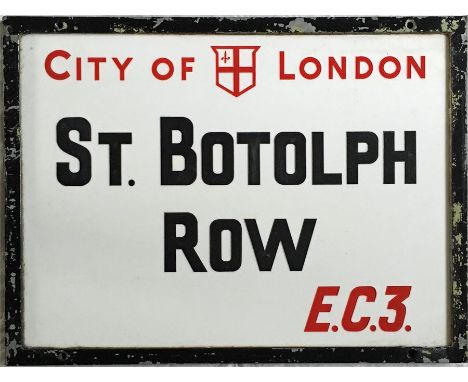 CITY OF LONDON
ST. BOTOLPH
ROW
E.C.3.